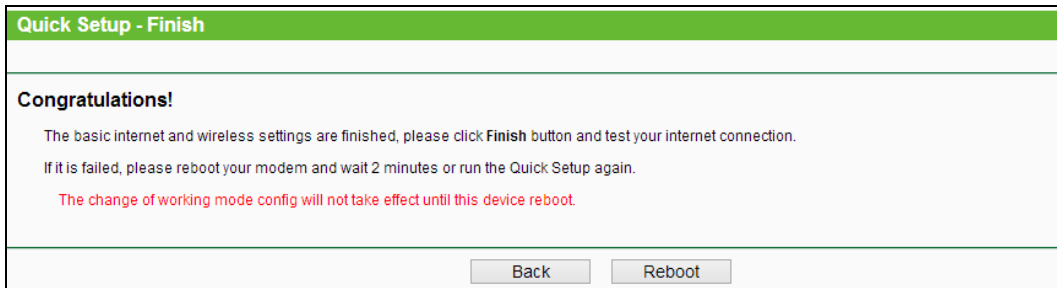 Quick Setup - Finish
Congratulations!
The basic internet and wireless settings are finished, please click Finish button and test your internet connection.
If it is failed, please reboot your modem and wait 2 minutes or run the Quick Setup again.
The change of working mode config will not take effect until this device reboot.
Back Reboot